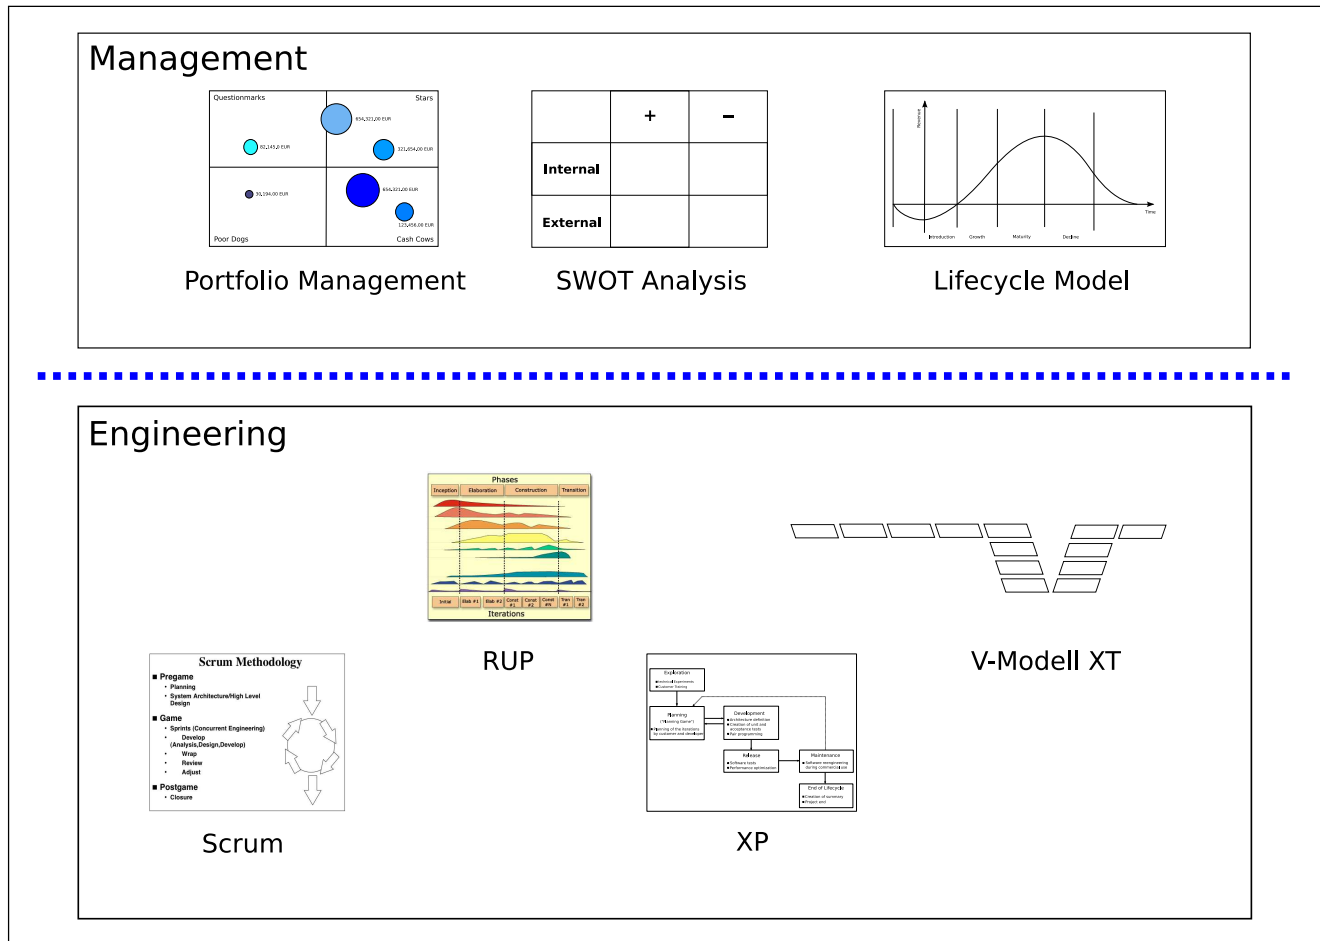 Management
Questionmarks
Stars
654,321.00 EUR
82,145.0 EUR
321,654.00 EUR
30,194.00 EUR
654,321.00 EUR
123,456.00 EUR
Poor Dogs
Cash Cows
Portfolio Management
+
−
Internal
External
SWOT Analysis
Revenue
Time
Introduction
Growth
Maturity
Decline
Lifecycle Model
Engineering
Phases
Inception
Elaboration
Construction
Transition
Initial
Elab #1
Elab #2
Const #1
Const #2
Const #N
Tran #1
Tran #2
Iterations
RUP
V-Modell XT
Scrum Methodology
■ Pregame
• Planning
• System Architecture/High Level
Design
■ Game
• Sprints (Concurrent Engineering)
• Develop
(Analysis,Design,Develop)
• Wrap
• Review
• Adjust
■ Postgame
• Closure
Scrum
Exploration
■ technical Experiments
■ Customer Training
Planning
("Planning Game")
■ Planning of the iterations
by customer and developer
Development
■ Architecture definition
■ Creation of unit and
acceptance tests
■ Pair programming
Release
■ Software tests
■ Performance optimization
Maintenance
■ Software reengineering
during commercial use
End of Lifecycle
■ Creation of summary
■ Project end
XP